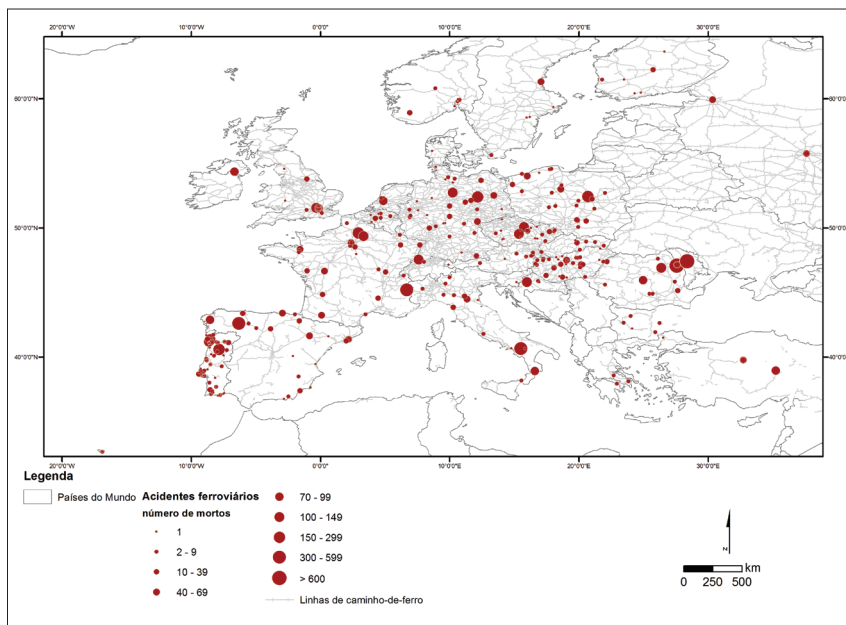 20°0'0"W 10°0'0"W 0°0'0" 10°0'0"E 20°0'0"E 30°0'0"E
60°0'0"N 60°0'0"N
50°0'0"N 50°0'0"N
40°0'0"N 40°0'0"N
20°0'0"W 10°0'0"W 0°0'0" 10°0'0"E 20°0'0"E 30°0'0"E
Legenda
Países do Mundo
Acidentes ferroviários
número de mortos
1
2 - 9
10 - 39
40 - 69
70 - 99
100 - 149
150 - 299
300 - 599
> 600
Linhas de caminho-de-ferro
N
km
0 250 500